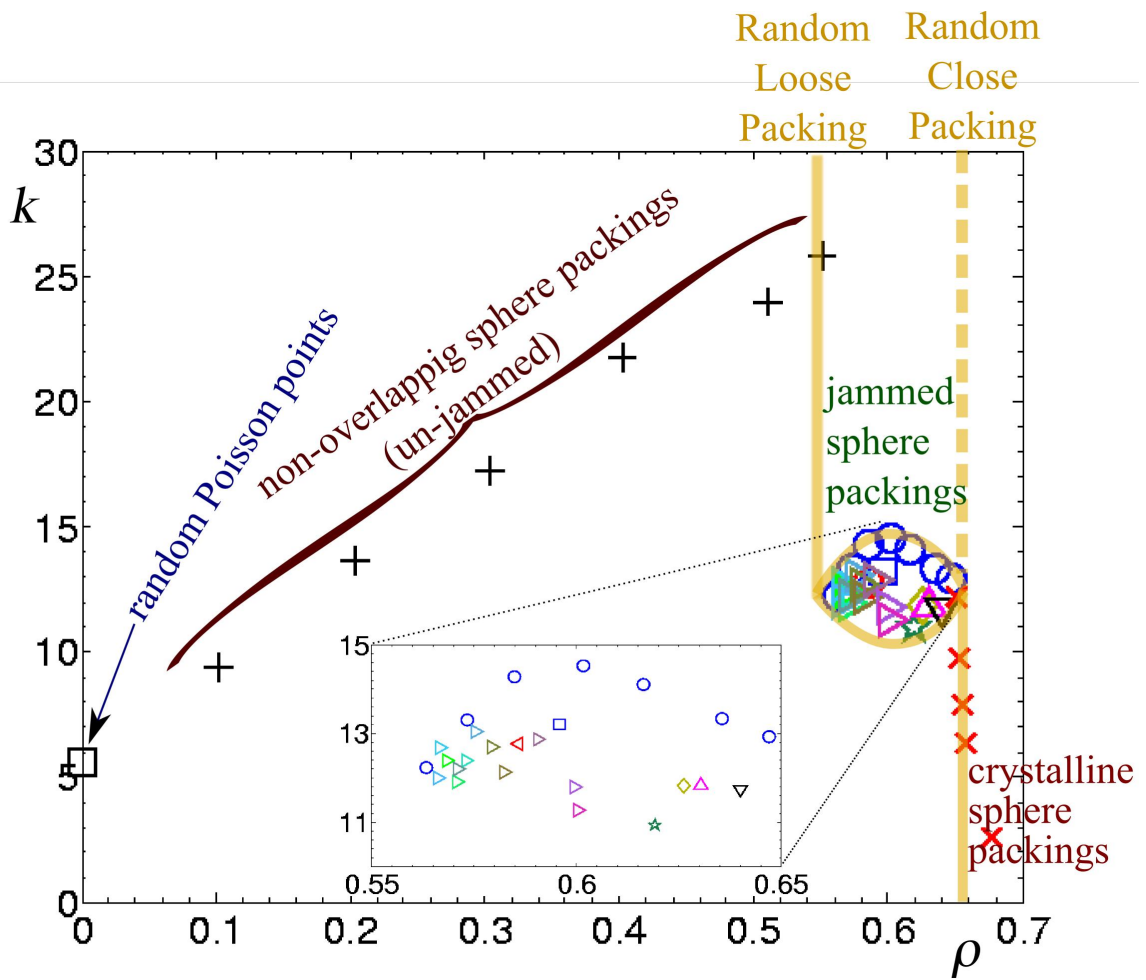 Random
Loose
Packing
Random
Close
Packing
k
30
25
20
15
10
5
0
random Poisson points
non-overlappig sphere packings
(un-jammed)
jammed
sphere
packings
15
13
11
0.55
0.6
0.65
crystalline
sphere
packings
0
0.1
0.2
0.3
0.4
0.5
0.6
0.7
ρ